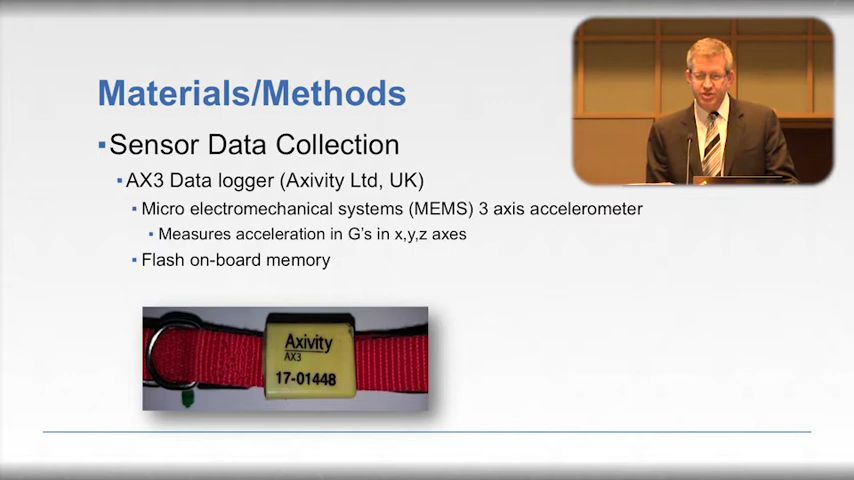 Materials/Methods
▪Sensor Data Collection
▪AX3 Data logger (Axivity Ltd, UK)
▪Micro electromechanical systems (MEMS) 3 axis accelerometer
▪Measures acceleration in G's in x,y,z axes
▪Flash on-board memory
Axivity
AX3
17-01448